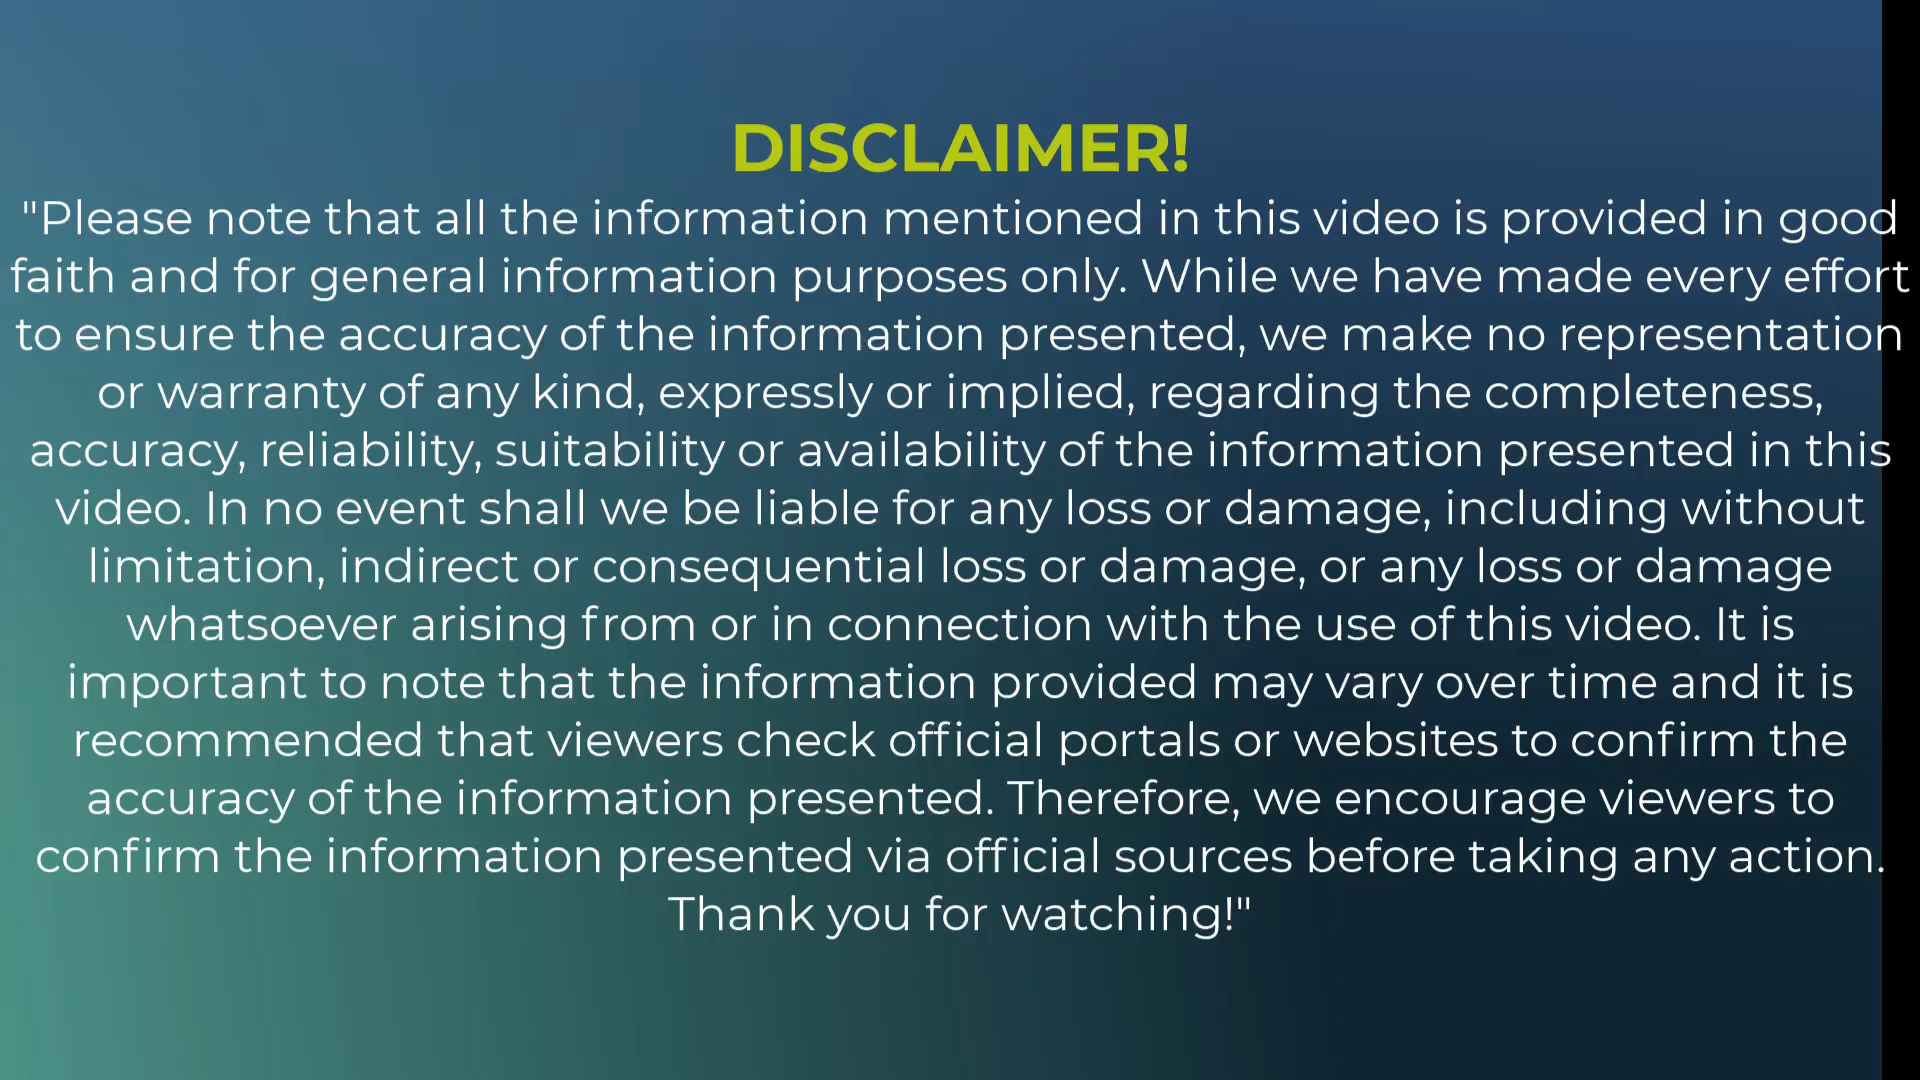 DISCLAIMER!
"Please note that all the information mentioned in this video is provided in good
faith and for general information purposes only. While we have made every effort
to ensure the accuracy of the information presented, we make no representation
or warranty of any kind, expressly or implied, regarding the completeness,
accuracy, reliability, suitability or availability of the information presented in this
video. In no event shall we be liable for any loss or damage, including without
limitation, indirect or consequential loss or damage, or any loss or damage
whatsoever arising from or in connection with the use of this video. It is
important to note that the information provided may vary over time and it is
recommended that viewers check official portals or websites to confirm the
accuracy of the information presented. Therefore, we encourage viewers to
confirm the information presented via official sources before taking any action.
Thank you for watching!"